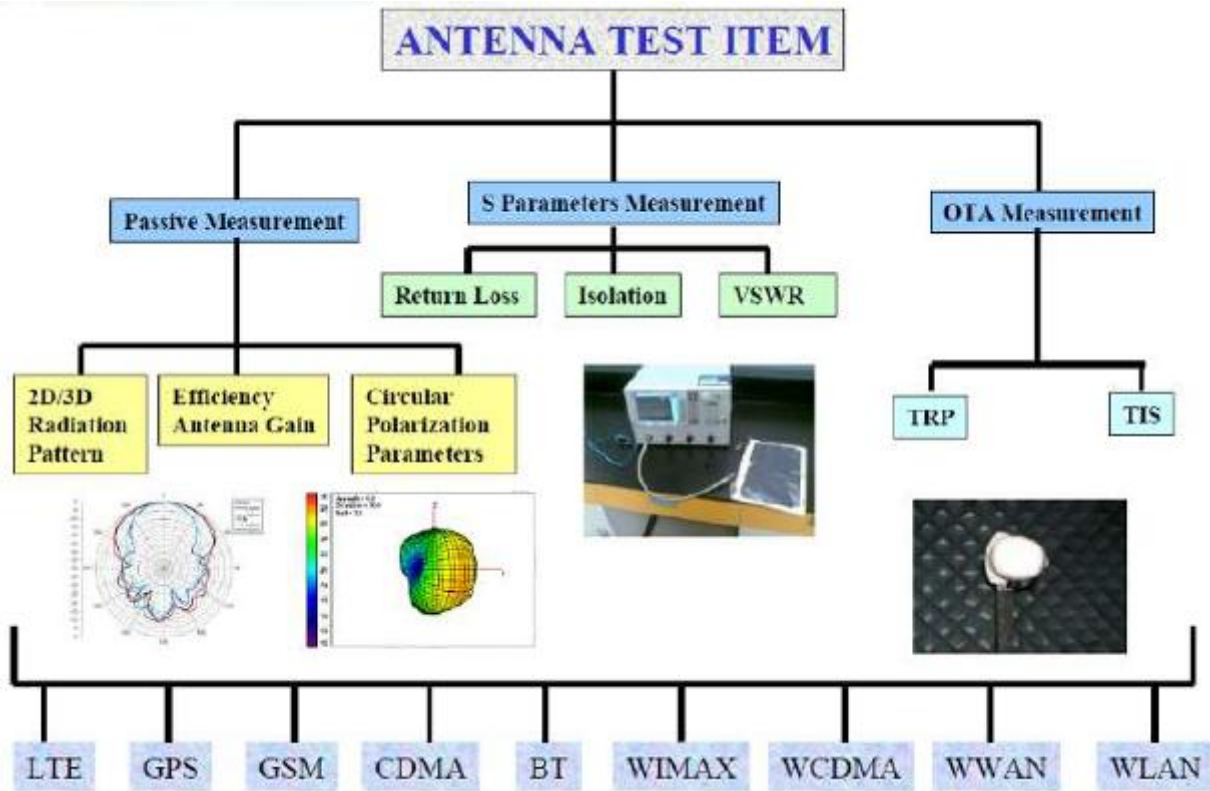 ANTENNA TEST ITEM
Passive Measurement
S Parameters Measurement
OTA Measurement
Return Loss
Isolation
VSWR
2D/3D
Radiation
Pattern
Efficiency
Antenna Gain
Circular
Polarization
Parameters
TRP
TIS
LTE
GPS
GSM
CDMA
BT
WIMAX
WCDMA
WWAN
WLAN